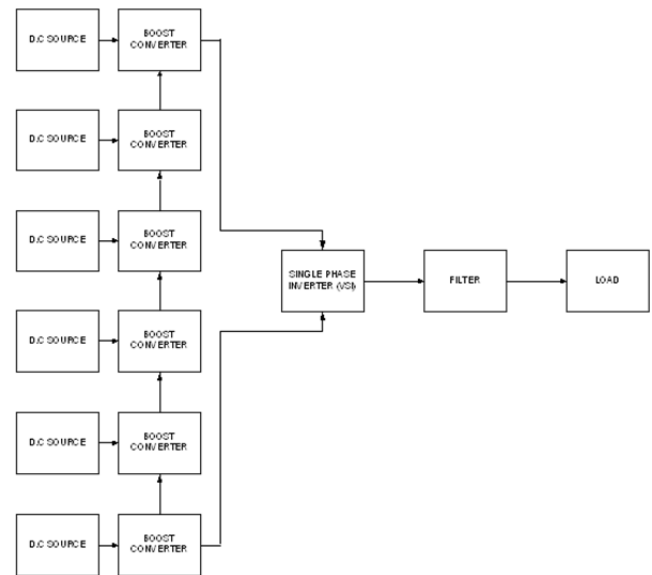 D.C SOURCE
BOOST
CONVERTER
D.C SOURCE
BOOST
CONVERTER
D.C SOURCE
BOOST
CONVERTER
SINGLE PHASE
INVERTER (VSI)
FILTER
LOAD
D.C SOURCE
BOOST
CONVERTER
D.C SOURCE
BOOST
CONVERTER
D.C SOURCE
BOOST
CONVERTER